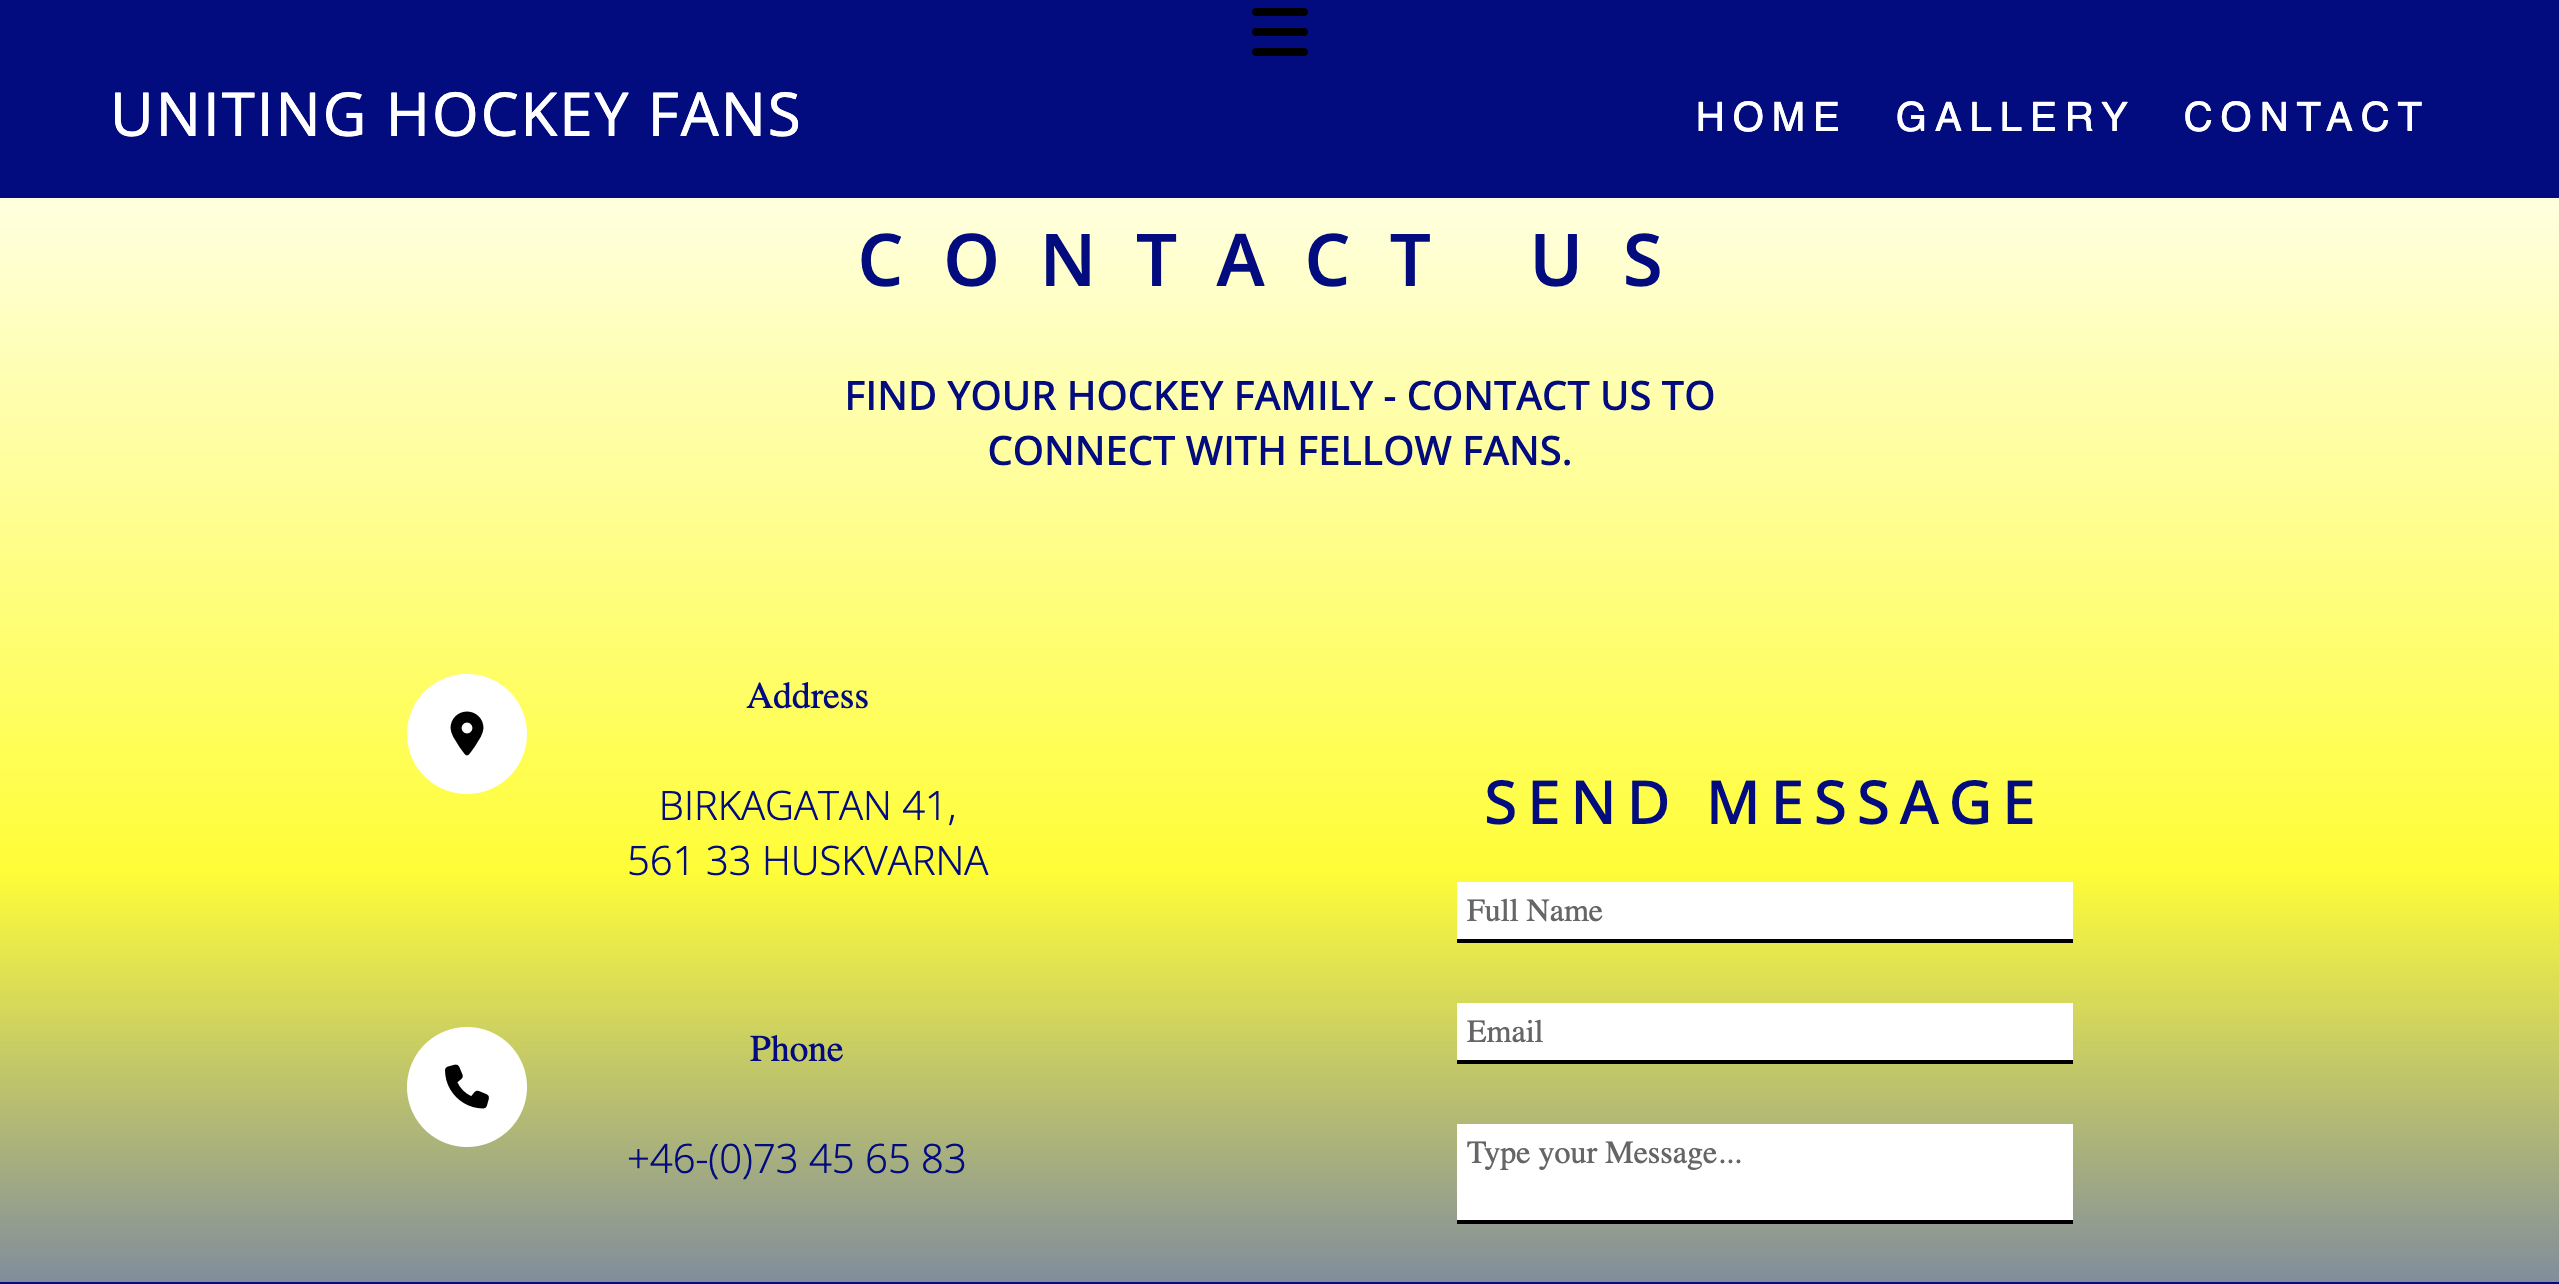 UNITING HOCKEY FANS
HOME GALLERY CONTACT
CONTACT US
FIND YOUR HOCKEY FAMILY - CONTACT US TO
CONNECT WITH FELLOW FANS.
Address
BIRKAGATAN 41,
561 33 HUSKVARNA
Phone
+46-(0)73 45 65 83
SEND MESSAGE
Full Name
Email
Type your Message...